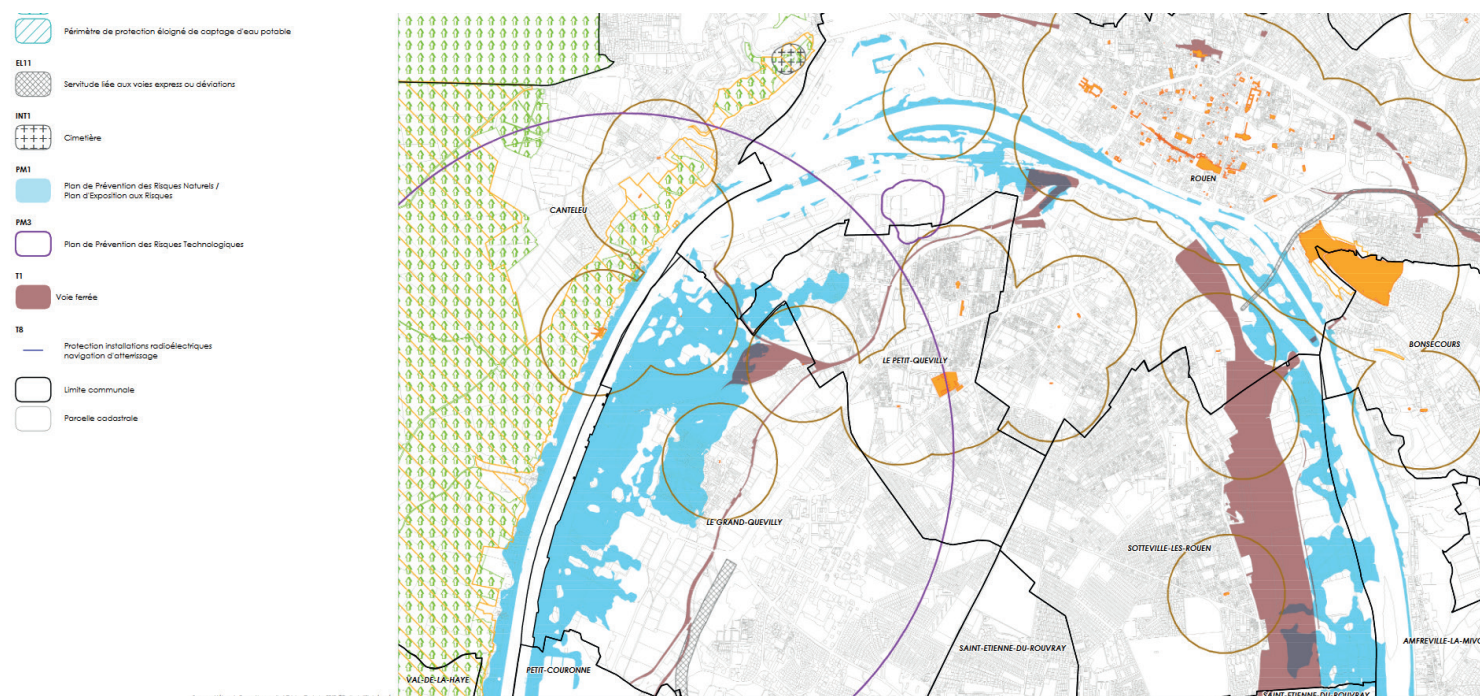 Périmètre de protection éloigné de captage d'eau potable
EL11
Servitude liée aux voies express ou déviations
INT1
Cimetière
PM1
Plan de Prévention des Risques Naturels /
Plan d'Exposition aux Risques
PM3
Plan de Prévention des Risques Technologiques
T1
Voie ferrée
T8
Protection installations radioélectriques
navigation d'atterrissage
Limite communale
Parcelle cadastrale
ROUEN
CANTELEU
BONSECOURS
LE PETIT-QUEVILLY
LE GRAND-QUEVILLY
SOTTEVILLE-LES-ROUEN
AMFREVILLE-LA-MIVO
SAINT-ETIENNE-DU-ROUVRAY
PETIT-COURONNE
VAL-DE-LA-HAYE
SAINT-ETIENNE-DU-ROUVRAY